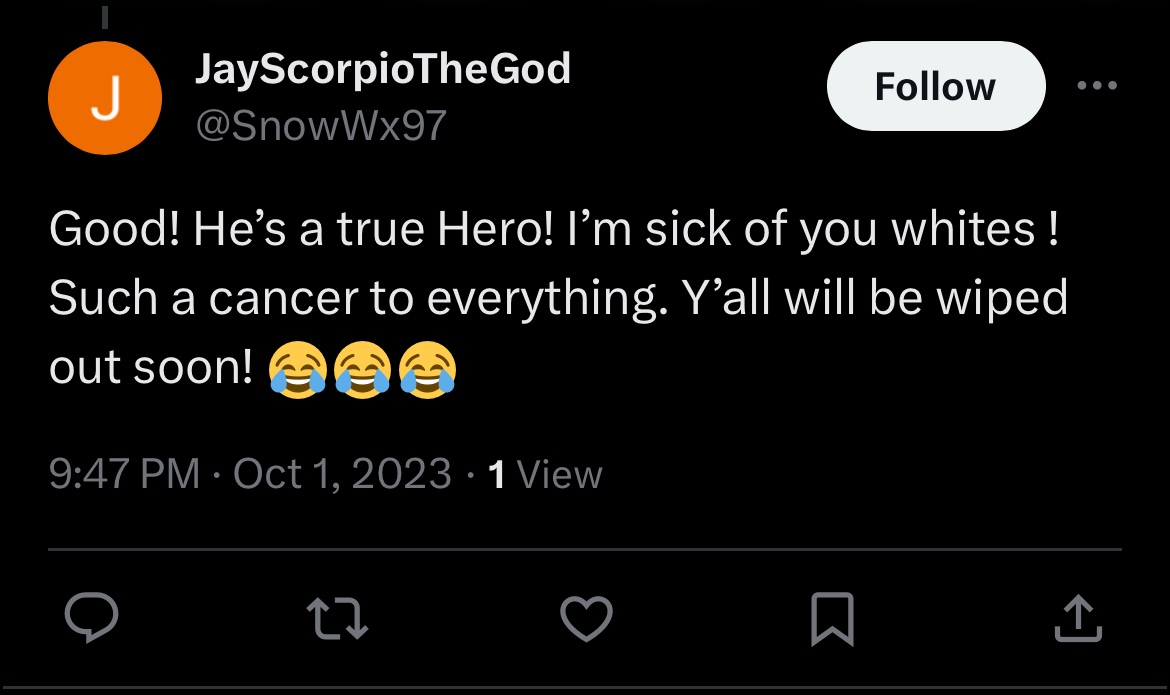 J
JayScorpioTheGod
@SnowWx97
Follow
Good! He’s a true Hero! I’m sick of you whites !
Such a cancer to everything. Y’all will be wiped
out soon! 😂😂😂
9:47 PM · Oct 1, 2023 · 1 View